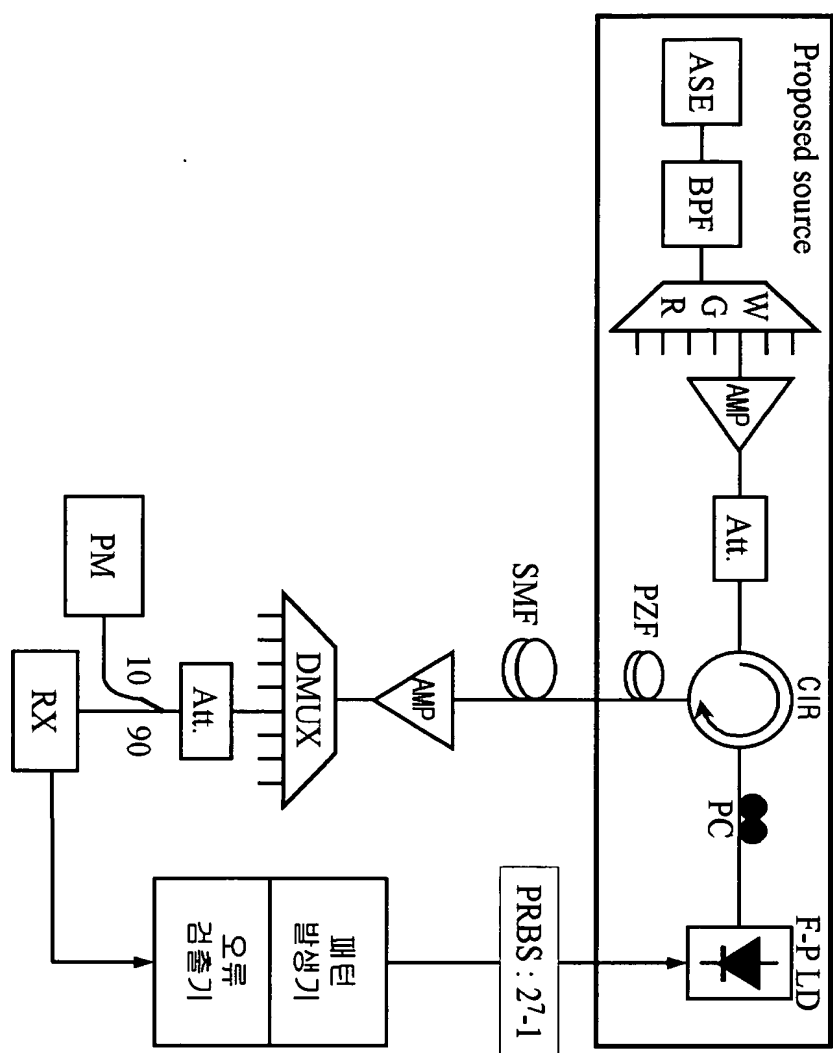 Proposed source
ASE
BPF
W
G
R
AMP
Att.
CIR
PC
F-P LD
PZF
SMF
PRBS : 2⁷-1
AMP
DMUX
Att.
10
90
PM
RX
패턴
발생기
오류
검출기